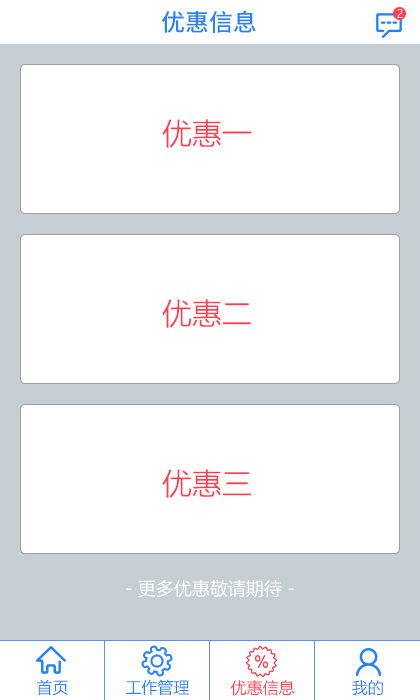 优惠信息
2
优惠一
优惠二
优惠三
- 更多优惠敬请期待 -
首页
工作管理
%
优惠信息
我的